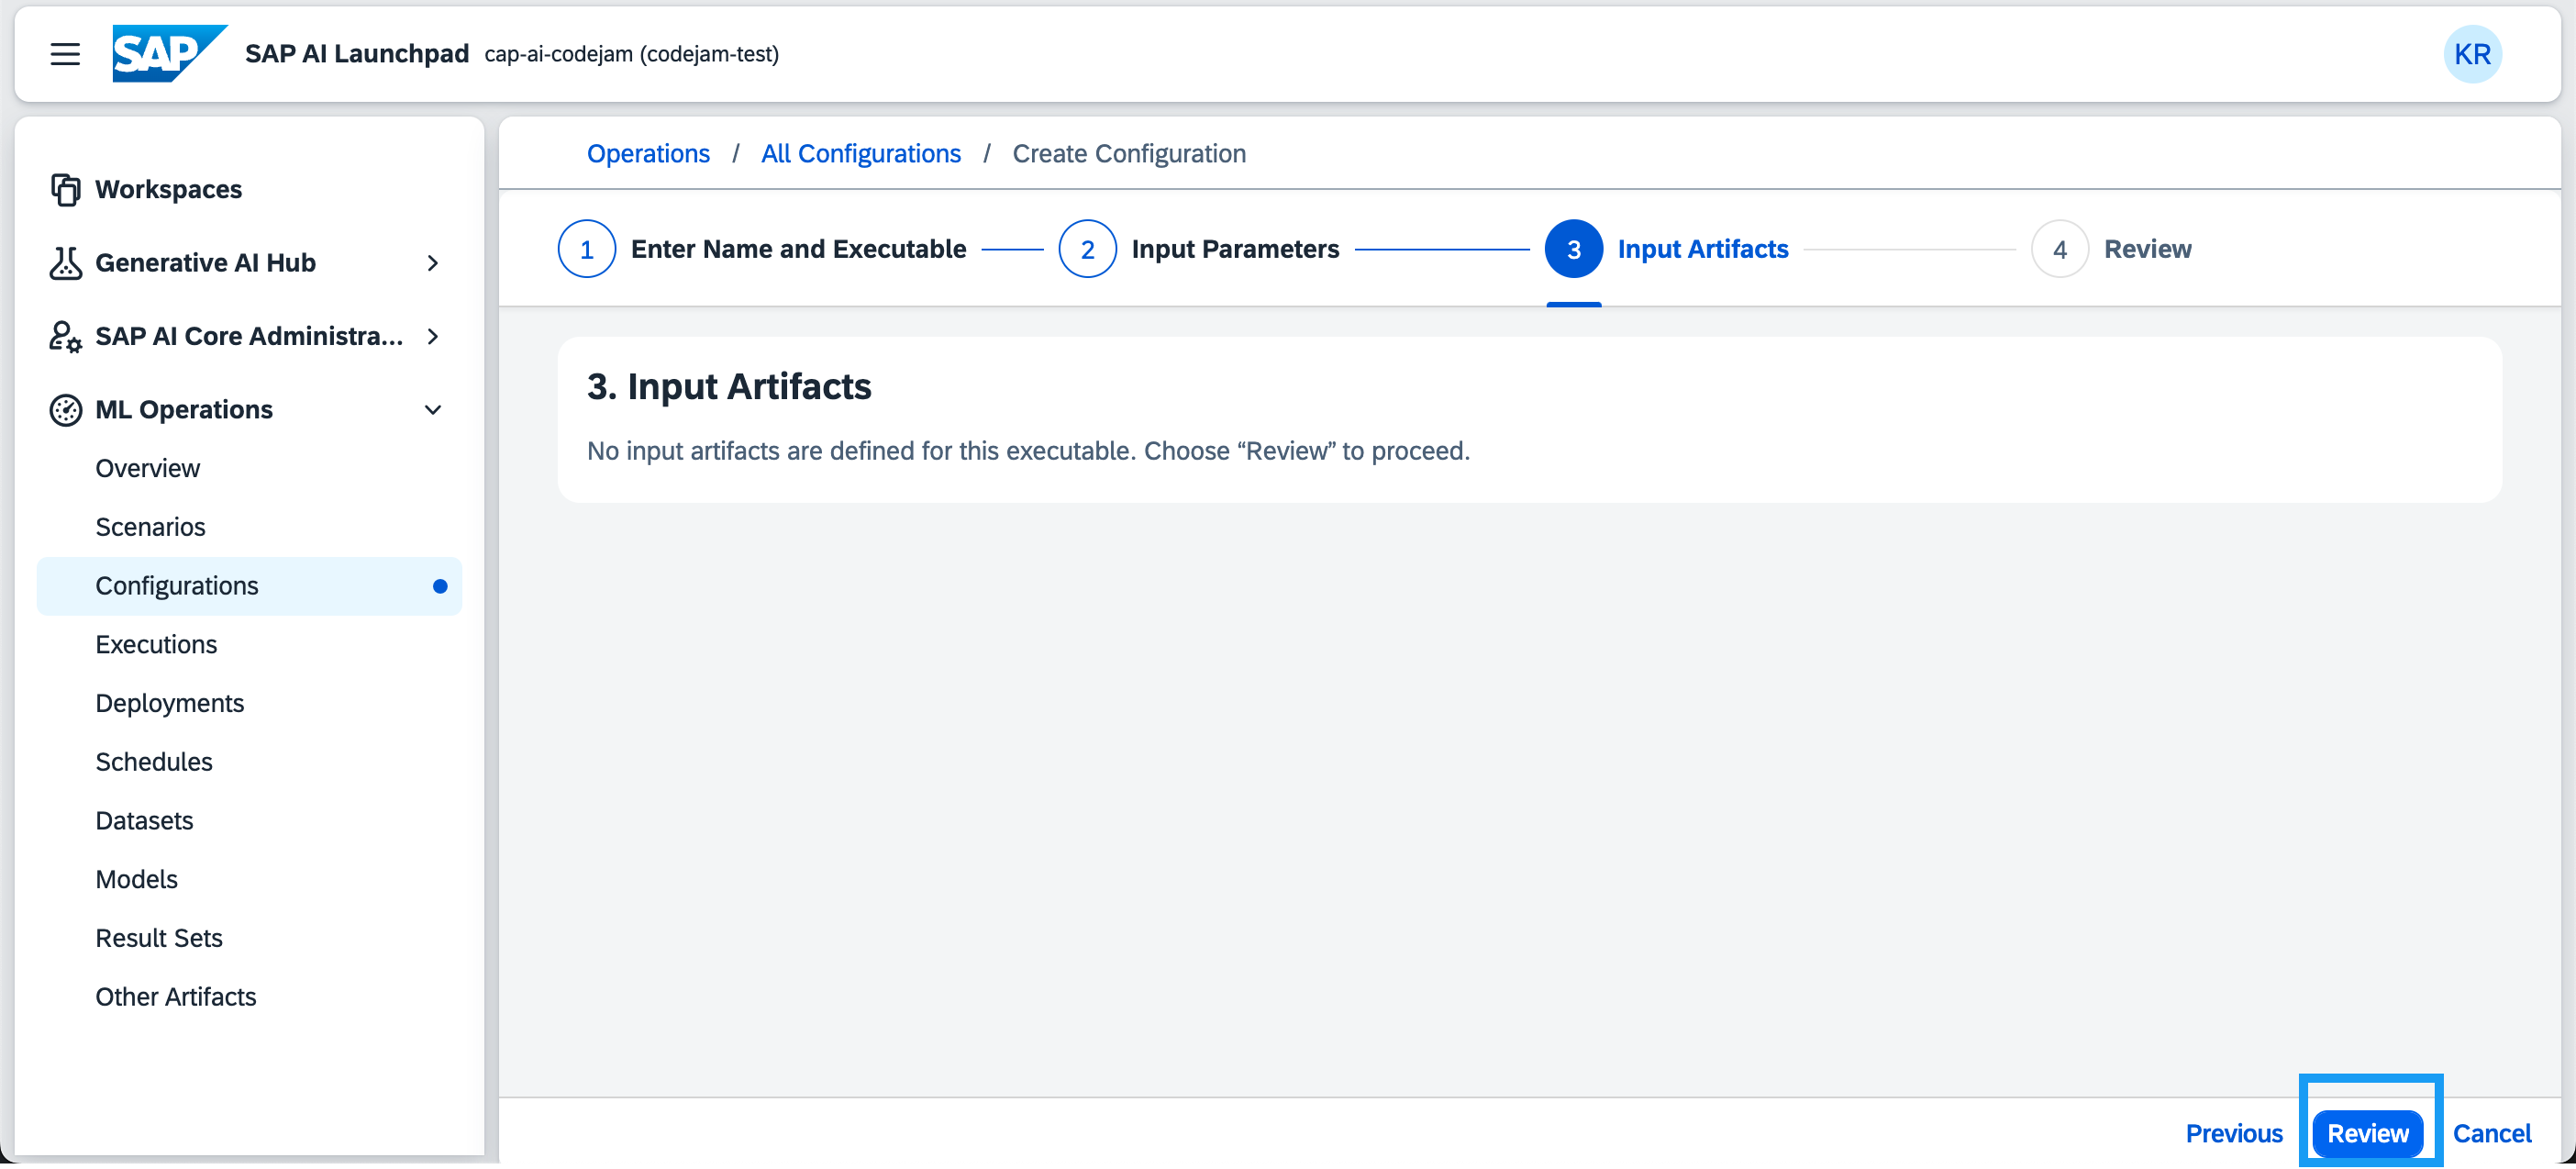 SAP SAP AI Launchpad cap-ai-codejam (codejam-test) KR
Workspaces
Generative AI Hub
SAP AI Core Administra...
ML Operations
Overview
Scenarios
Configurations
Executions
Deployments
Schedules
Datasets
Models
Result Sets
Other Artifacts
Operations / All Configurations / Create Configuration
1 Enter Name and Executable 2 Input Parameters 3 Input Artifacts 4 Review
3. Input Artifacts
No input artifacts are defined for this executable. Choose “Review” to proceed.
Previous Review Cancel